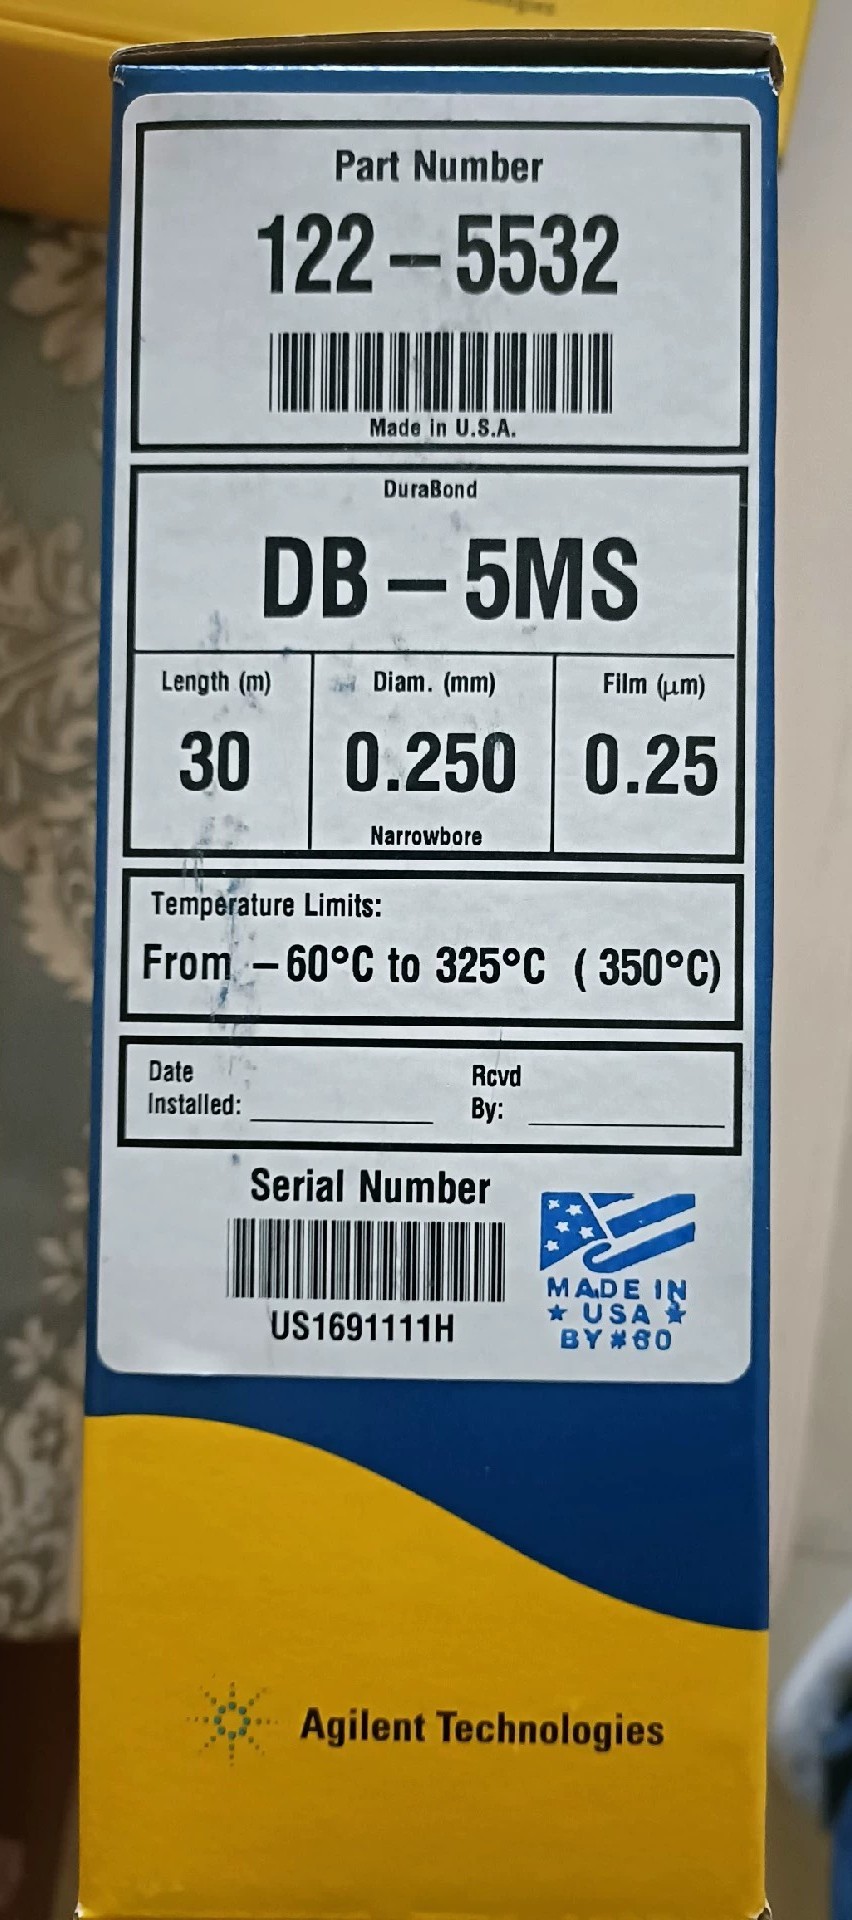 Part Number
122-5532
Made in U.S.A.
DuraBond
DB-5MS
Length (m)
30
Diam. (mm)
0.250
Narrowbore
Film (μm)
0.25
Temperature Limits:
From -60°C to 325°C (350°C)
Date
Installed:
Rcvd
By:
Serial Number
US1691111H
MADE IN
★ USA ★
BY #60
Agilent Technologies